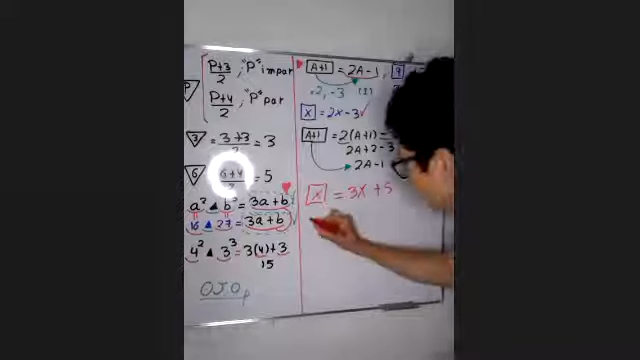 P+3/2 , "P" impar
P+4/2 , "P" par
P
3 = 3+3/2 = 3
6 = 6+4/2 = 5
a² ▲ b³ = 3a+b
16 ▲ 27 = 3a+b
4² ▲ 3³ = 3(4)+3
15
OJO
A+1 = 2A-1, 9
·2, -3 (I)
x = 2x-3 ✓
A+1 = 2(A+1) -
2A+2-3
2A-1
x = 3x+5